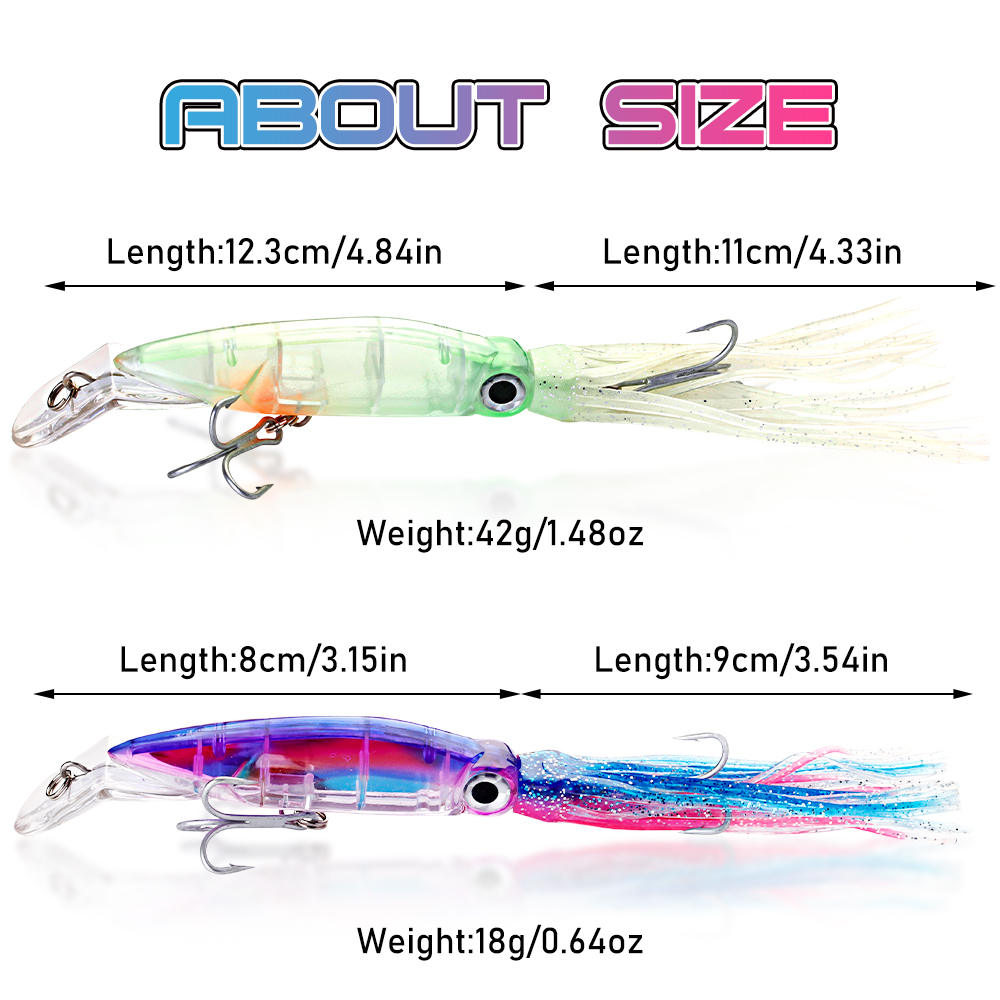 ABOUT SIZE
Length:12.3cm/4.84in Length:11cm/4.33in
Weight:42g/1.48oz
Length:8cm/3.15in Length:9cm/3.54in
Weight:18g/0.64oz